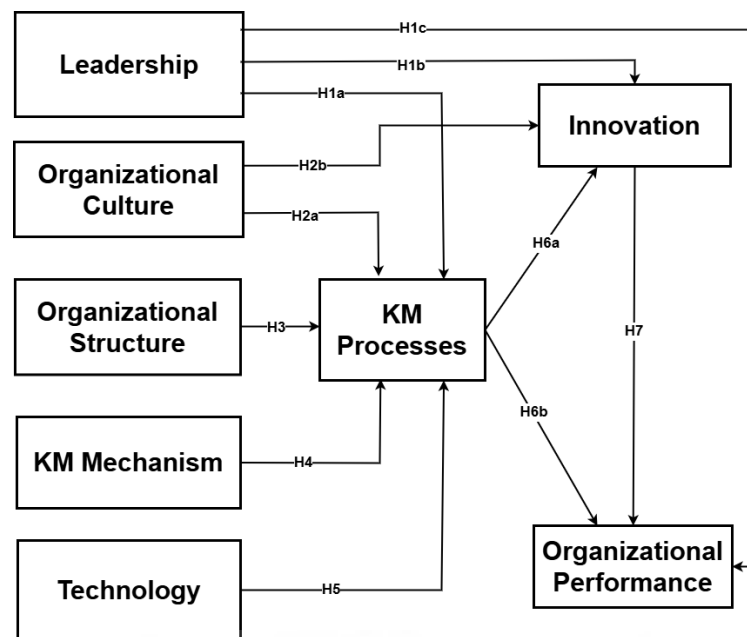 H1c
Leadership
H1b
H1a
Innovation
Organizational
Culture
H2b
H2a
H6a
Organizational
Structure
H3
KM
Processes
H7
H6b
KM Mechanism
H4
Organizational
Performance
Technology
H5